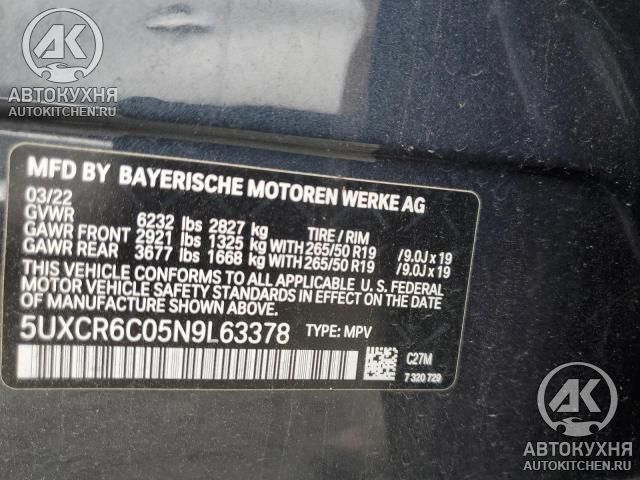 AK
АВТОКУХНЯ
AUTOKITCHEN.RU
MFD BY BAYERISCHE MOTOREN WERKE AG
03/22
GVWR 6232 lbs 2827 kg TIRE / RIM
GAWR FRONT 2921 lbs 1325 kg WITH 265/50 R19 /9.0J x 19
GAWR REAR 3677 lbs 1668 kg WITH 265/50 R19 /9.0J x 19
THIS VEHICLE CONFORMS TO ALL APPLICABLE U.S. FEDERAL
MOTOR VEHICLE SAFETY STANDARDS IN EFFECT ON THE DATE
OF MANUFACTURE SHOWN ABOVE.
5UXCR6C05N9L63378 TYPE: MPV
C27M
7 320 729
AK
АВТОКУХНЯ
AUTOKITCHEN.RU